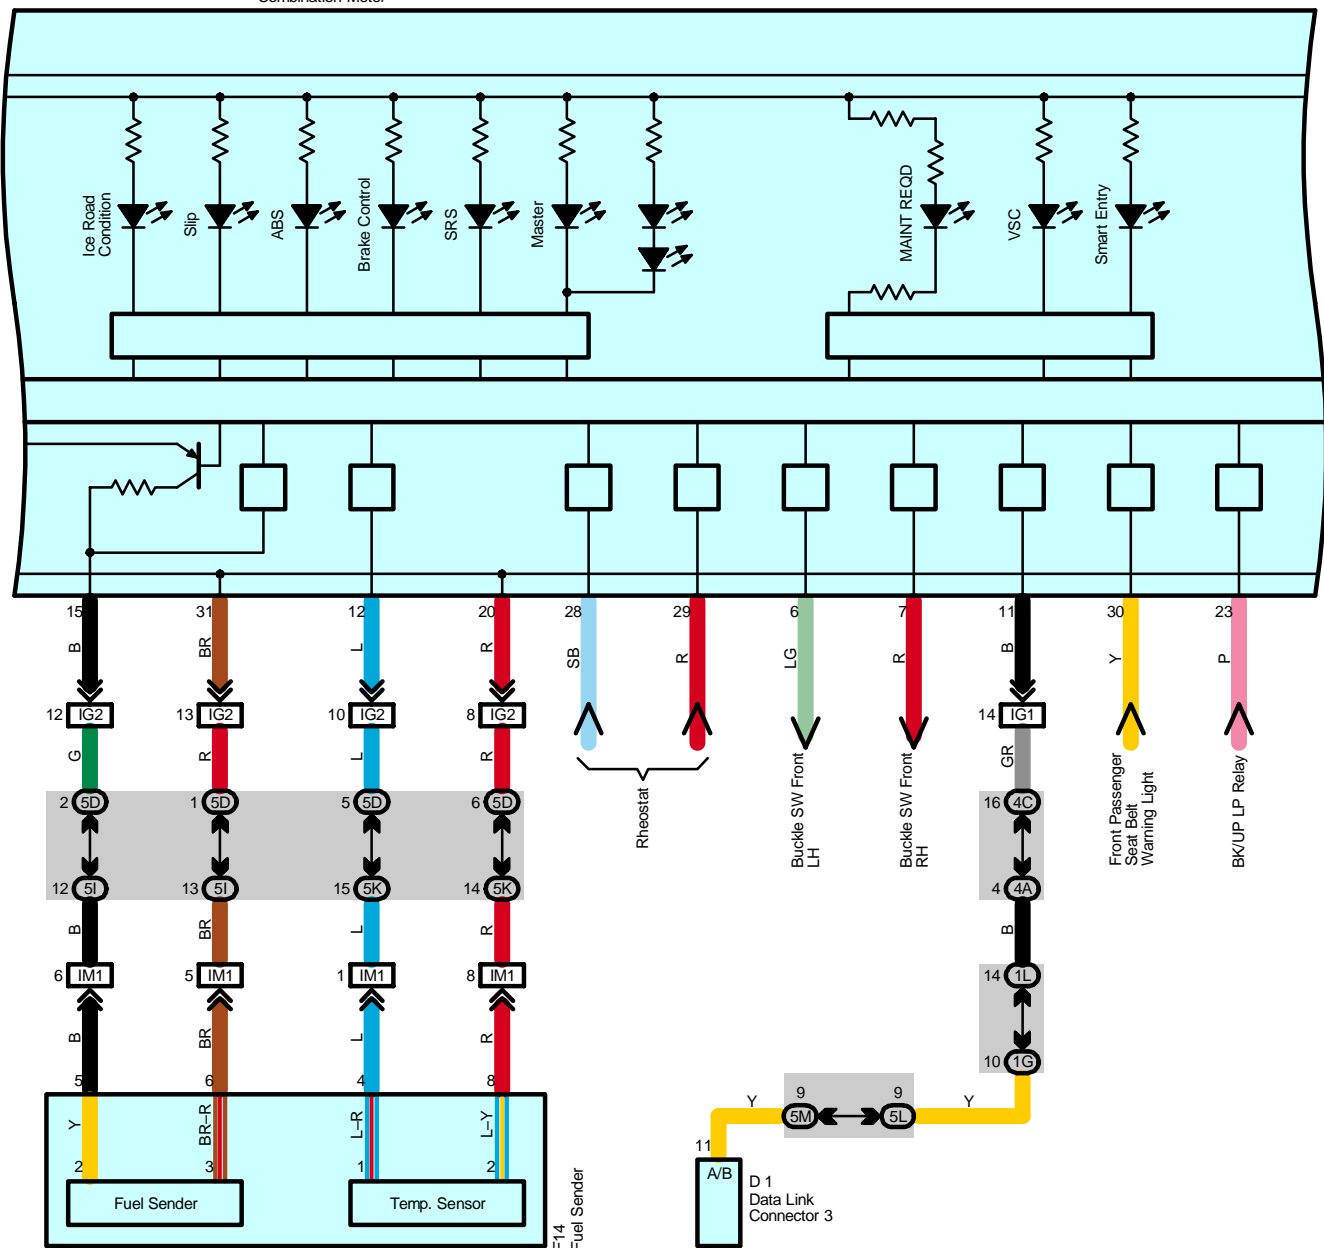 Combination Meter
Ice Road
Condition
Slip
ABS
Brake Control
SRS
Master
MAINT REQD
VSC
Smart Entry
15 31 12 20 28 29 6 7 11 30 23
B BR L R SB R LG R B Y P
12 IG2 13 IG2 10 IG2 8 IG2 14 IG1
G R L R GR
Rheostat
Buckle SW Front
LH
Buckle SW Front
RH
Front Passenger
Seat Belt
Warning Light
BK/UP LP Relay
2 5D 1 5D 5 5D 6 5D 16 4C
12 5I 13 5I 15 5K 14 5K 4 4A
B BR L R B
6 IM1 5 IM1 1 IM1 8 IM1 14 1L
B BR L R
10 1G
5 6 4 8
9 9
Y 5M 5L Y
Y BR-R L-R L-Y
11
2 3 1 2
A/B
D 1
Data Link
Connector 3
Fuel Sender
Temp. Sensor
F14
Fuel Sender